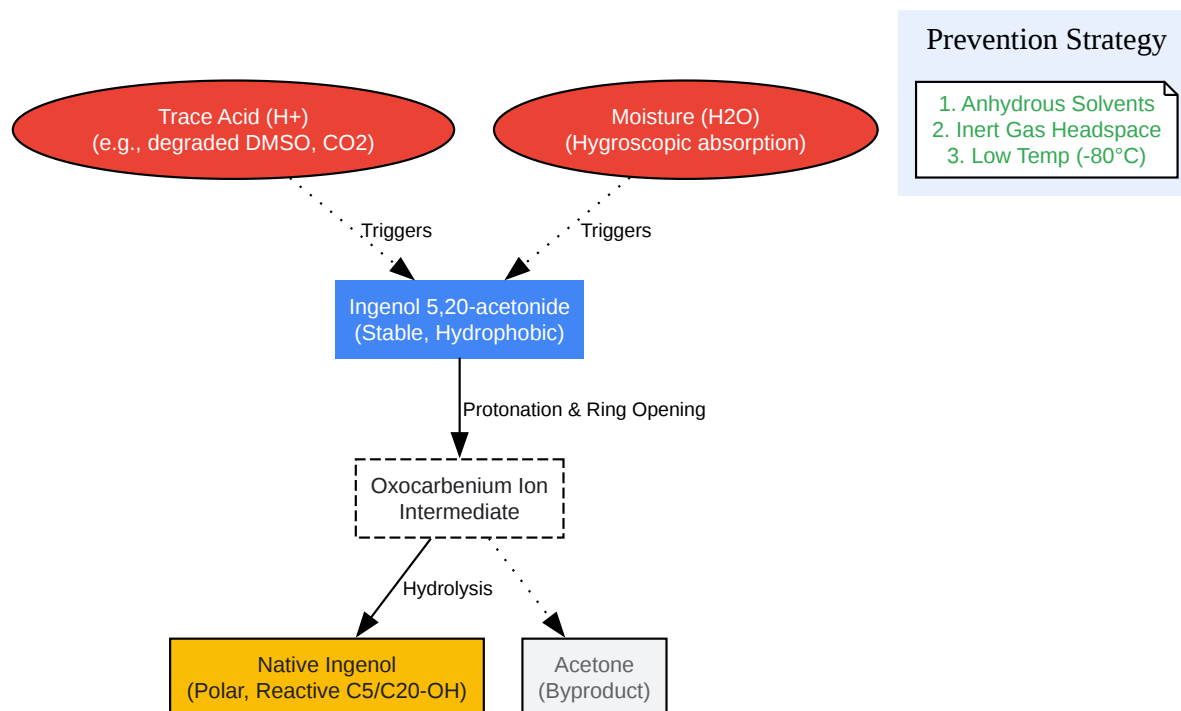 Prevention Strategy
1. Anhydrous Solvents
2. Inert Gas Headspace
3. Low Temp (-80°C)
Trace Acid (H+)
(e.g., degraded DMSO, CO2)
Moisture (H2O)
(Hygroscopic absorption)
Triggers
Triggers
Ingenol 5,20-acetonide
(Stable, Hydrophobic)
Protonation & Ring Opening
Oxocarbenium Ion
Intermediate
Hydrolysis
Native Ingenol
(Polar, Reactive C5/C20-OH)
Acetone
(Byproduct)